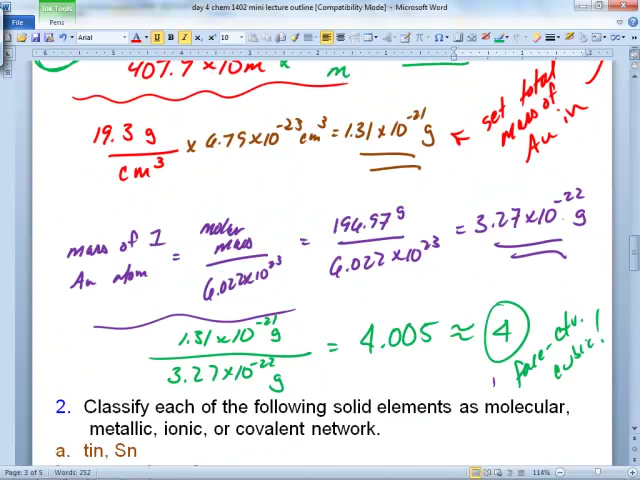 day 4 chem 1402 mini lecture outline [Compatibility Mode] - Microsoft Word
Ink Tools
File
Pens
Arial
12
407.7 × 10 m
m
set total
mass of
Au in
19.3 g
cm³
× 6.79×10⁻²³ cm³ = 1.31×10⁻²¹ g
mass of 1
Au atom
=
molar
mass
6.022×10²³
=
196.97 g
6.022×10²³
= 3.27×10⁻²² g
1.31×10⁻²¹ g
3.27×10⁻²² g
= 4.005 ≈ 4
face-ctr.
cubic!
2. Classify each of the following solid elements as molecular,
metallic, ionic, or covalent network.
a. tin, Sn
Page: 3 of 5
Words: 252
114%